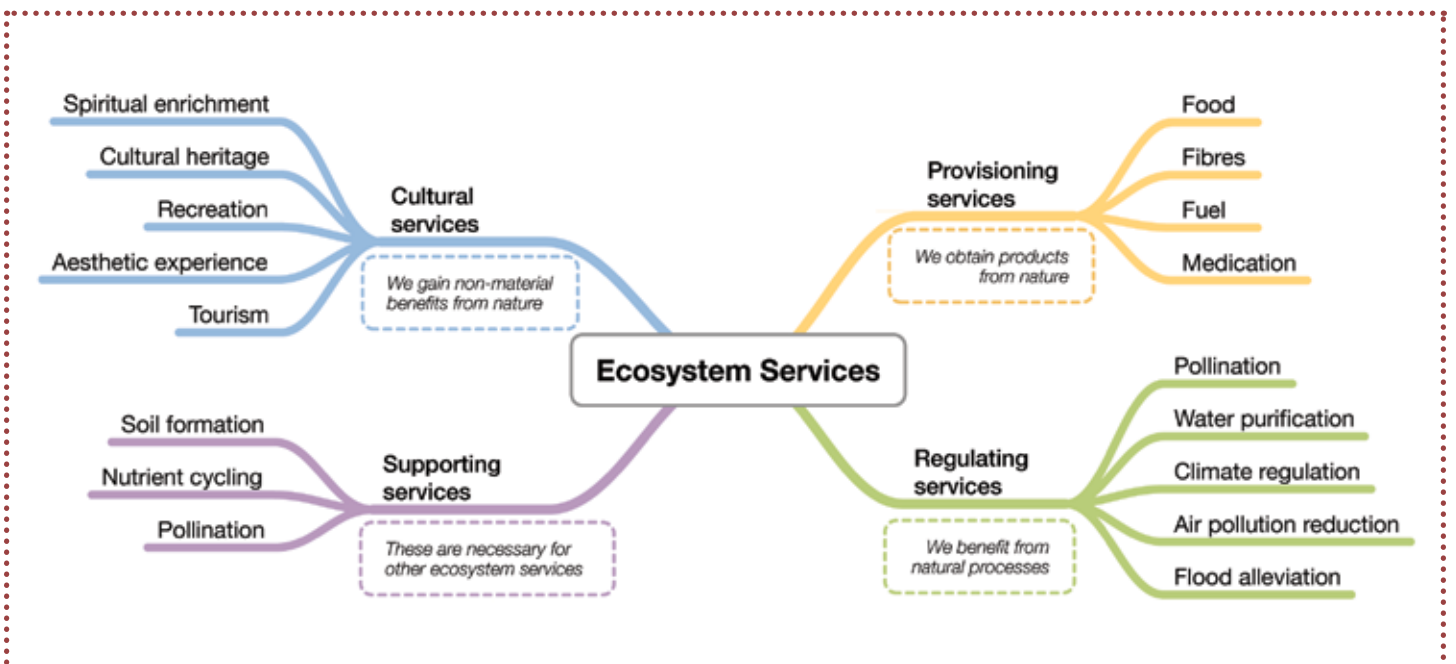 Spiritual enrichment
Cultural heritage
Recreation
Aesthetic experience
Tourism
Cultural
services
We gain non-material
benefits from nature
Provisioning
services
We obtain products
from nature
Food
Fibres
Fuel
Medication
Ecosystem Services
Soil formation
Nutrient cycling
Pollination
Supporting
services
These are necessary for
other ecosystem services
Regulating
services
We benefit from
natural processes
Pollination
Water purification
Climate regulation
Air pollution reduction
Flood alleviation